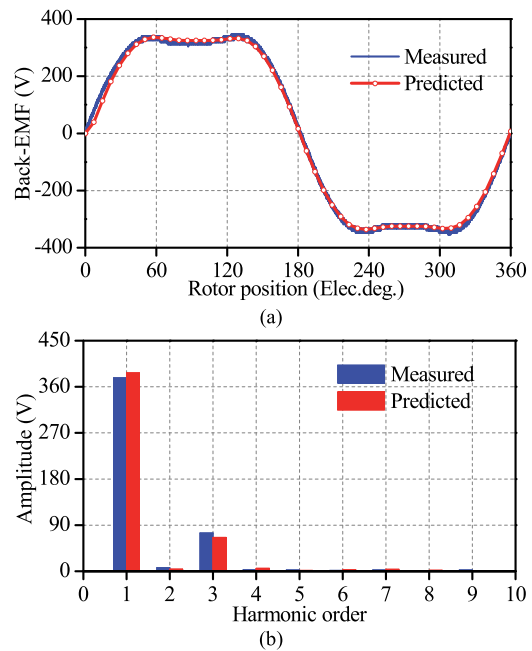 400
200
0
-200
-400
Back-EMF (V)
Measured
Predicted
0 60 120 180 240 300 360
Rotor position (Elec.deg.)
(a)
450
360
270
180
90
0
Amplitude (V)
Measured
Predicted
0 1 2 3 4 5 6 7 8 9 10
Harmonic order
(b)